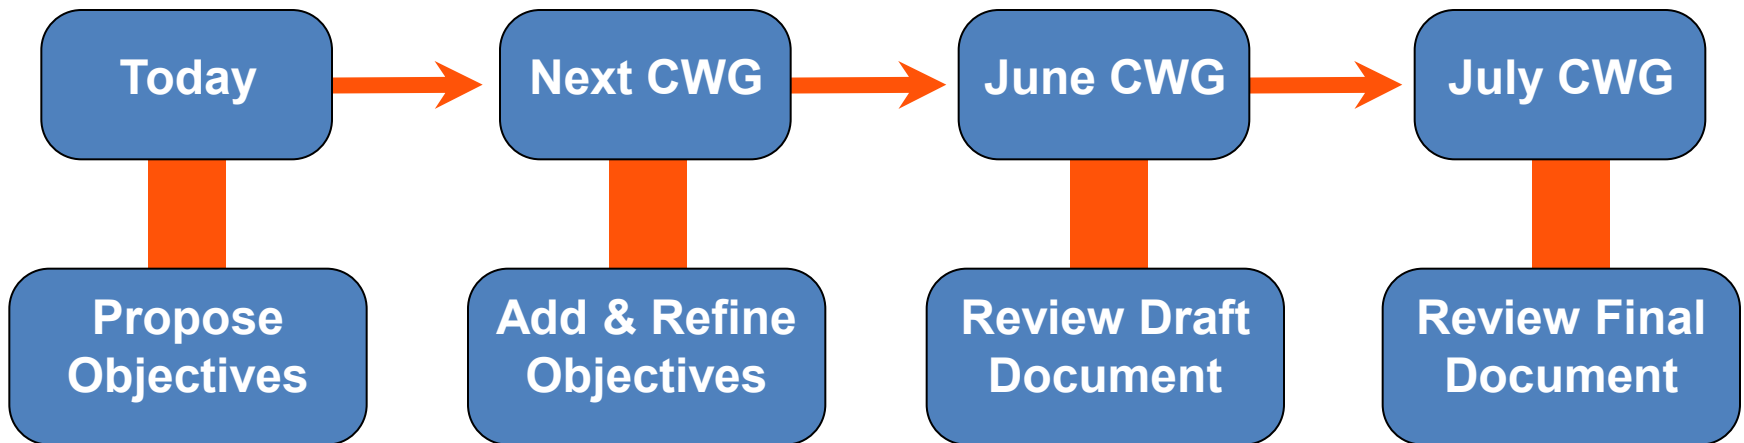 Today
Next CWG
June CWG
July CWG
Propose
Objectives
Add & Refine
Objectives
Review Draft
Document
Review Final
Document